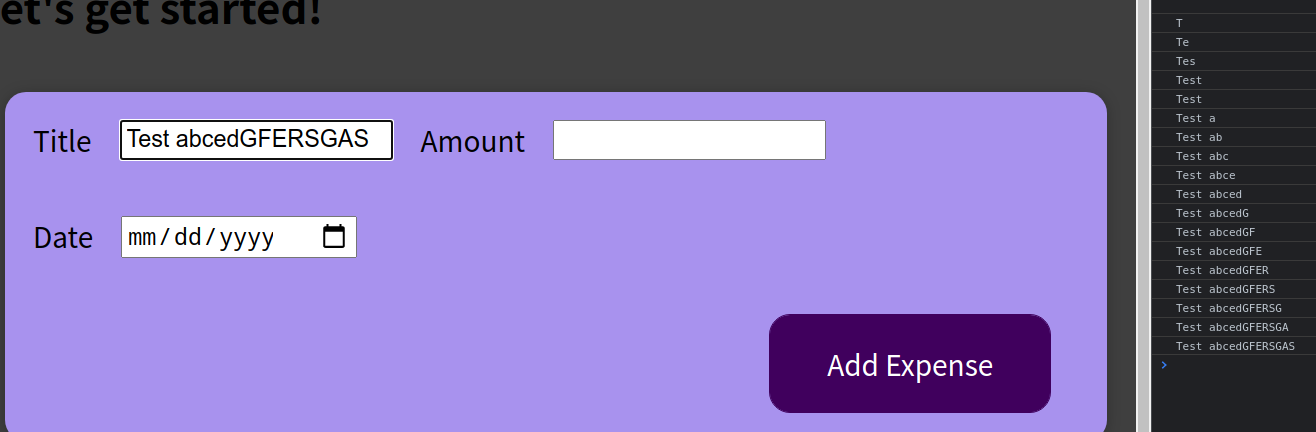 et's get started!
Title Test abcedGFERSGAS Amount
Date mm/dd/yyyy
Add Expense
T
Te
Tes
Test
Test
Test a
Test ab
Test abc
Test abce
Test abced
Test abcedG
Test abcedGF
Test abcedGFE
Test abcedGFER
Test abcedGFERS
Test abcedGFERSG
Test abcedGFERSGA
Test abcedGFERSGAS